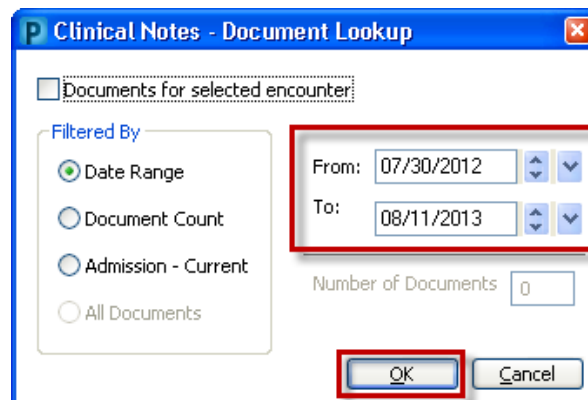 P Clinical Notes - Document Lookup
Documents for selected encounter
Filtered By
Date Range
Document Count
Admission - Current
All Documents
From: 07/30/2012
To: 08/11/2013
Number of Documents 0
OK Cancel